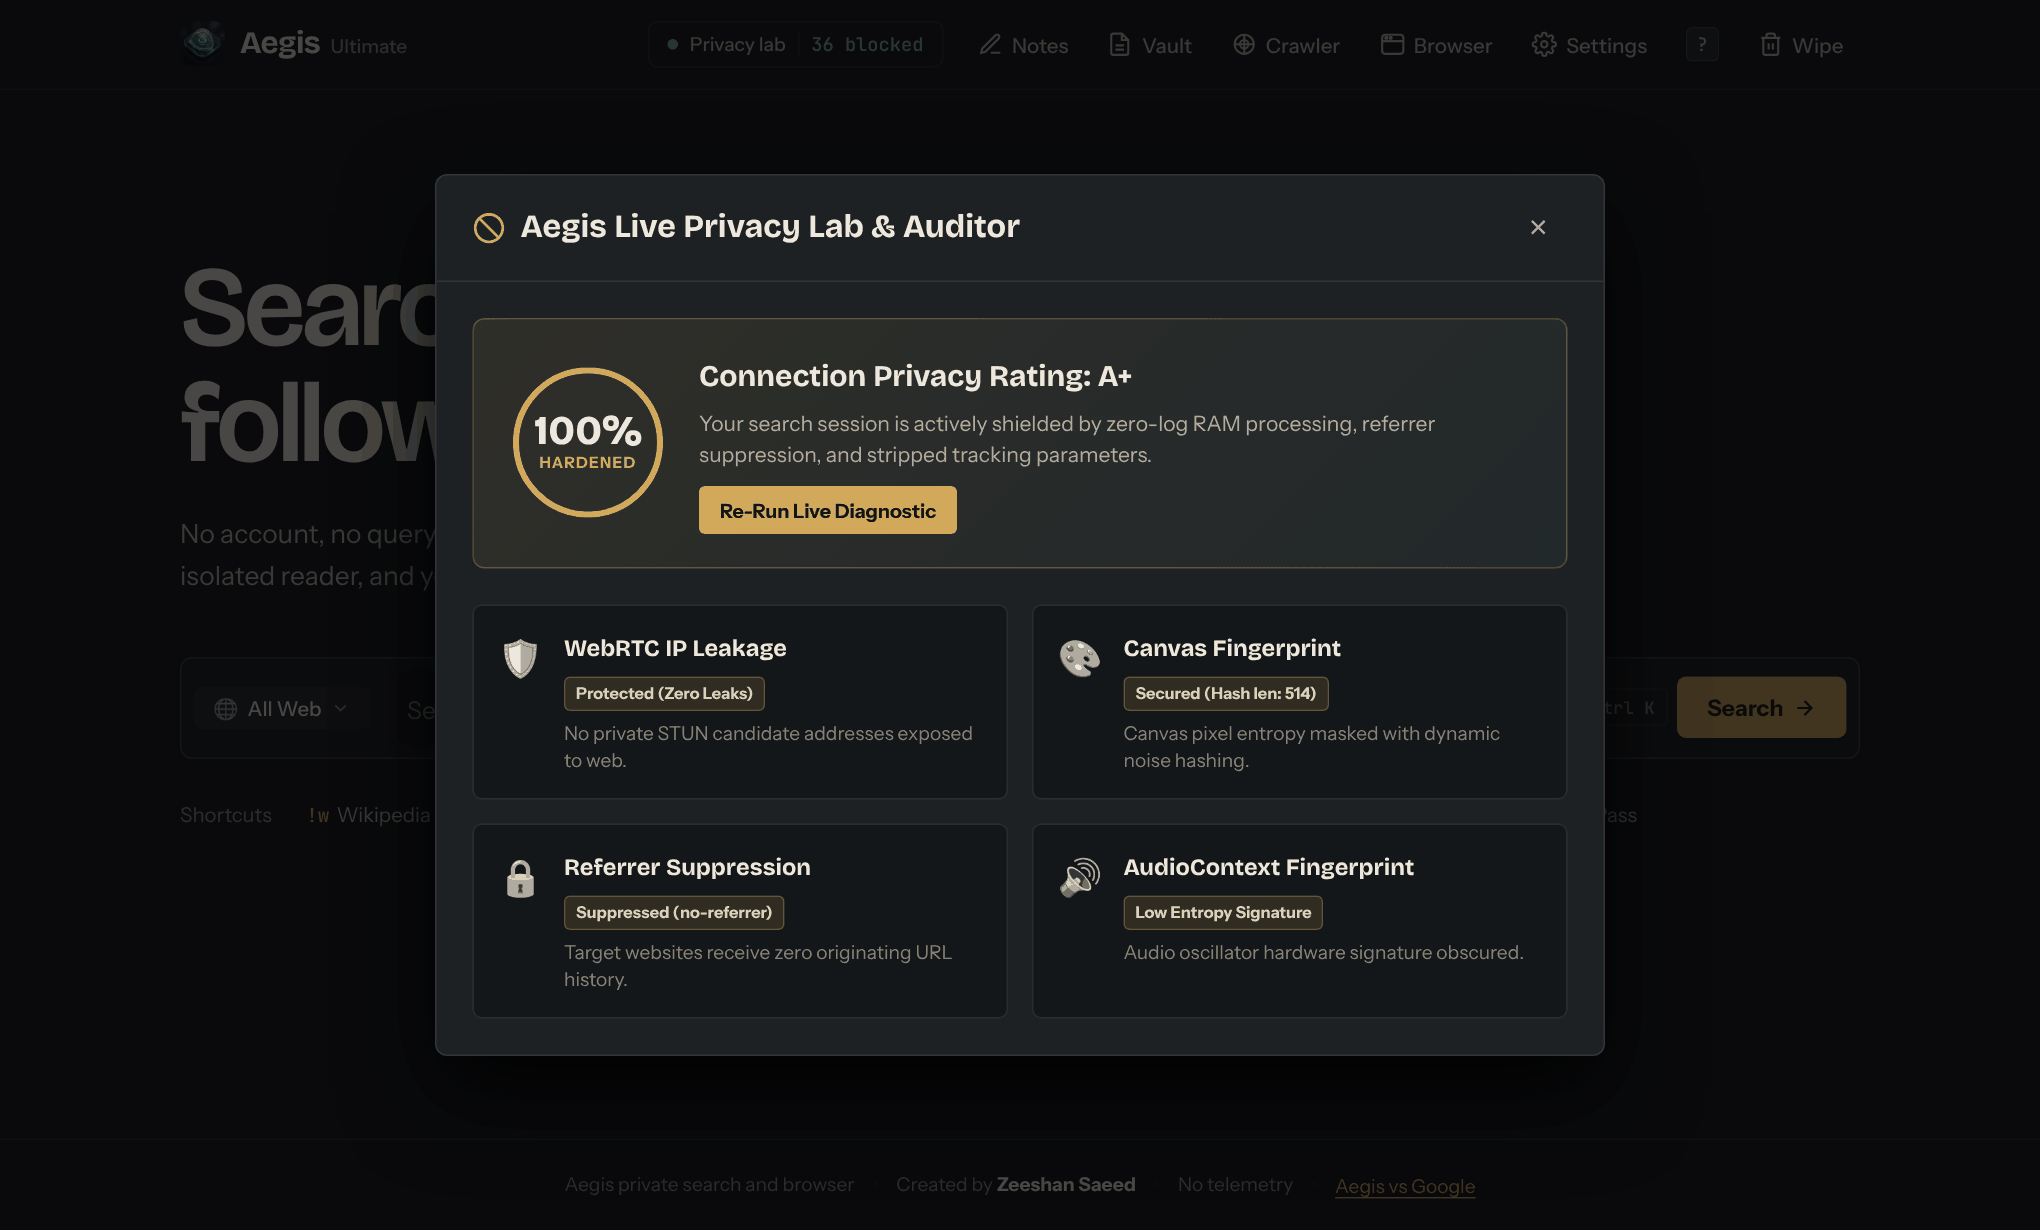 Aegis Ultimate
Privacy lab 36 blocked
Notes
Vault
Crawler
Browser
Settings
?
Wipe
Searc
follow
No account, no query
isolated reader, and y
All Web
Se
trl K
Search →
Shortcuts
!w Wikipedia
Pass
Aegis Live Privacy Lab & Auditor
×
100%
HARDENED
Connection Privacy Rating: A+
Your search session is actively shielded by zero-log RAM processing, referrer
suppression, and stripped tracking parameters.
Re-Run Live Diagnostic
WebRTC IP Leakage
Protected (Zero Leaks)
No private STUN candidate addresses exposed
to web.
Canvas Fingerprint
Secured (Hash len: 514)
Canvas pixel entropy masked with dynamic
noise hashing.
Referrer Suppression
Suppressed (no-referrer)
Target websites receive zero originating URL
history.
AudioContext Fingerprint
Low Entropy Signature
Audio oscillator hardware signature obscured.
Aegis private search and browser · Created by Zeeshan Saeed · No telemetry · Aegis vs Google